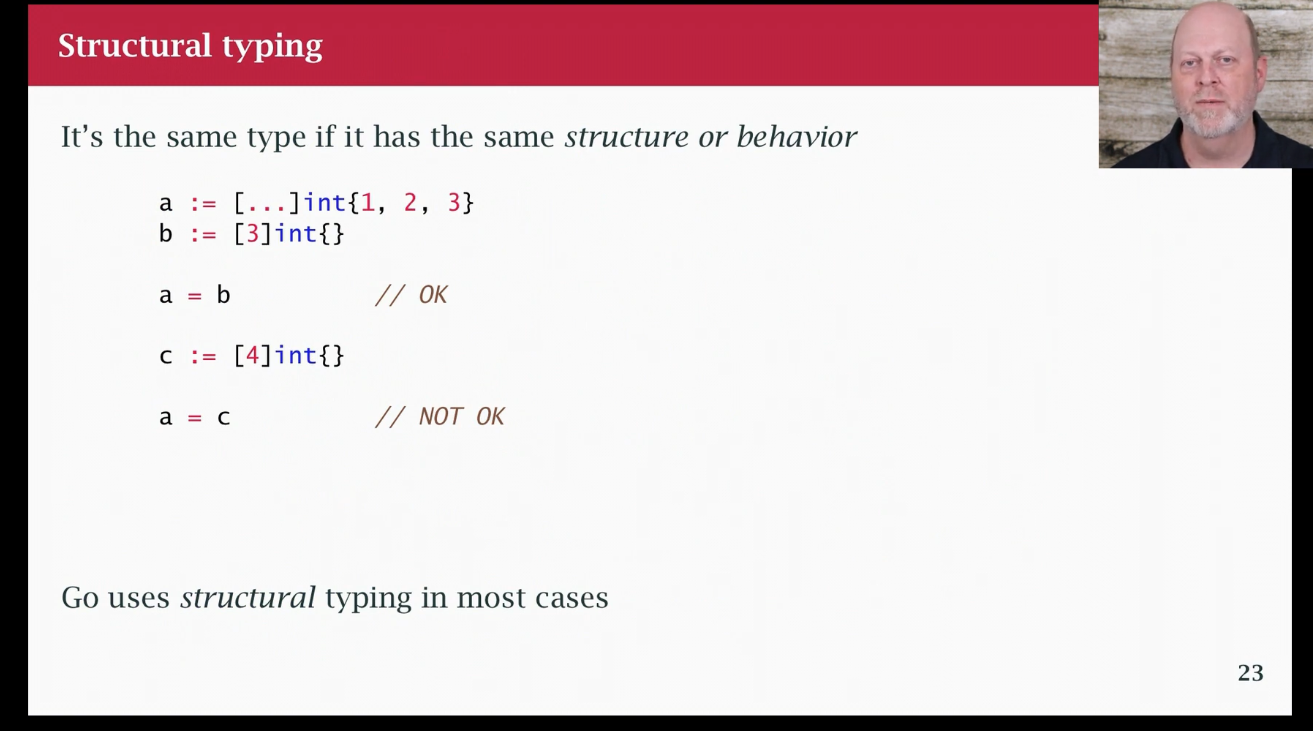 Structural typing
It's the same type if it has the same structure or behavior
a := [...]int{1, 2, 3}
b := [3]int{}
a = b // OK
c := [4]int{}
a = c // NOT OK
Go uses structural typing in most cases
23